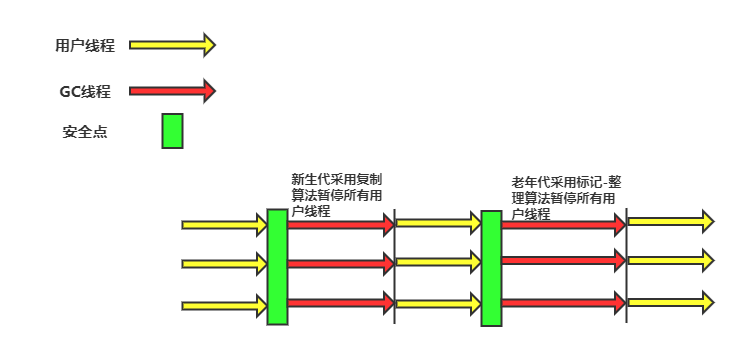 用户线程
GC线程
安全点
新生代采用复制
算法暂停所有用
户线程
老年代采用标记-整
理算法暂停所有用
户线程